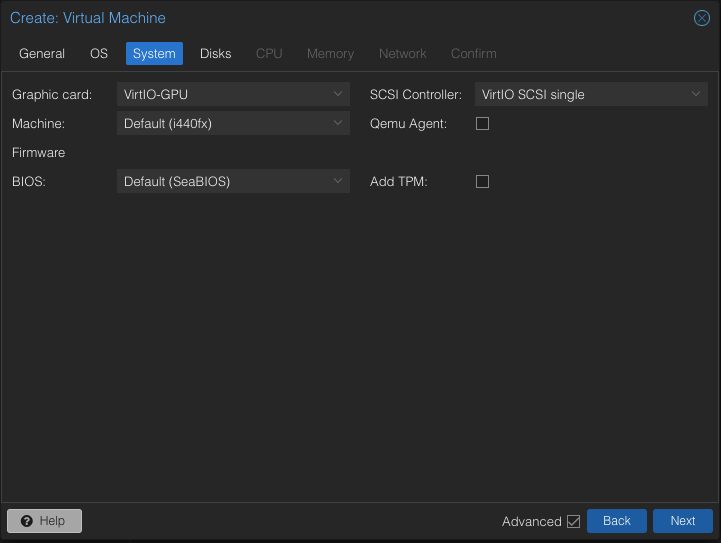 Create: Virtual Machine
General OS System Disks CPU Memory Network Confirm
Graphic card: VirtIO-GPU SCSI Controller: VirtIO SCSI single
Machine: Default (i440fx) Qemu Agent:
Firmware
BIOS: Default (SeaBIOS) Add TPM:
? Help Advanced Back Next